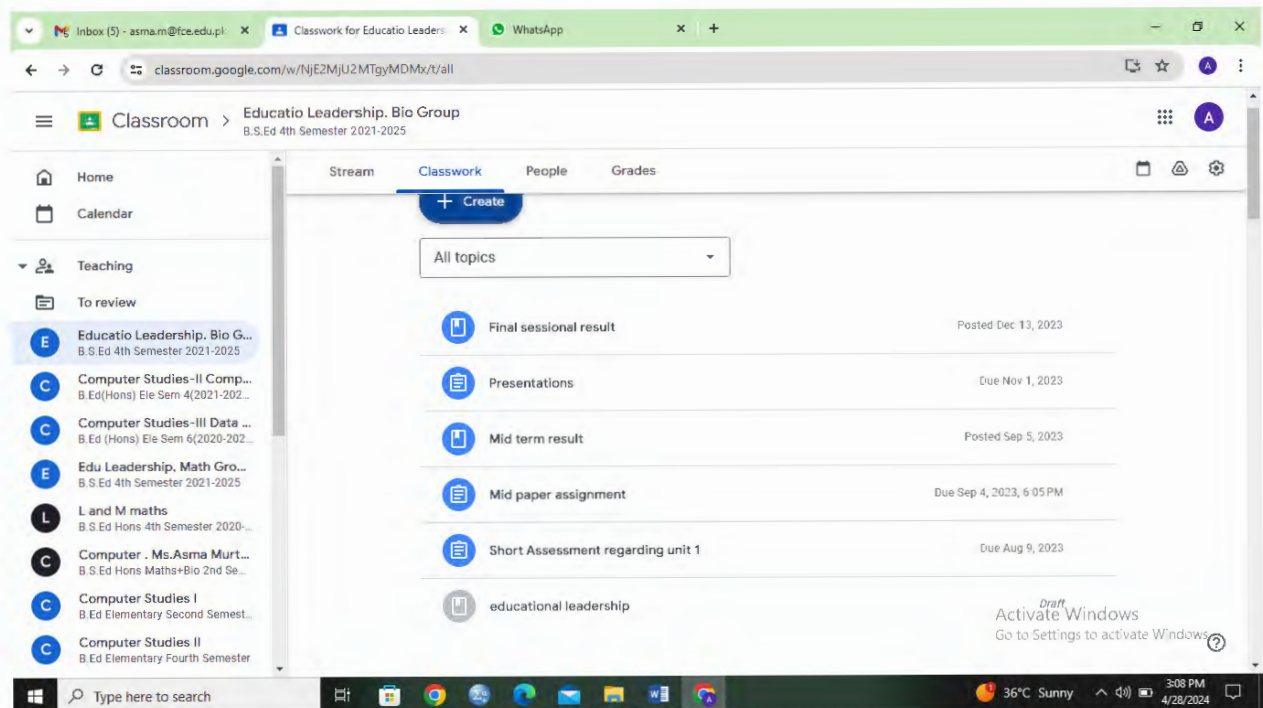 Inbox (5) - asma.m@fce.edu.pl
Classwork for Educatio Leaders
WhatsApp
classroom.google.com/w/NjE2MjU2MTgyMDMx/t/all
A
Classroom > Educatio Leadership. Bio Group
B.S.Ed 4th Semester 2021-2025
A
Home
Calendar
Teaching
To review
E Educatio Leadership. Bio G...
B.S.Ed 4th Semester 2021-2025
C Computer Studies-II Comp...
B.Ed(Hons) Ele Sem 4(2021-202...
C Computer Studies-III Data ...
B.Ed (Hons) Ele Sem 6(2020-202...
E Edu Leadership, Math Gro...
B.S.Ed 4th Semester 2021-2025
L L and M maths
B.S.Ed Hons 4th Semester 2020-...
C Computer . Ms.Asma Murt...
B.S.Ed Hons Maths+Bio 2nd Se...
C Computer Studies I
B.Ed Elementary Second Semest...
C Computer Studies II
B.Ed Elementary Fourth Semester
Stream Classwork People Grades
+ Create
All topics
Final sessional result Posted Dec 13, 2023
Presentations Due Nov 1, 2023
Mid term result Posted Sep 5, 2023
Mid paper assignment Due Sep 4, 2023, 6:05 PM
Short Assessment regarding unit 1 Due Aug 9, 2023
educational leadership Draft
Activate Windows
Go to Settings to activate Windows.
Type here to search
36°C Sunny
3:08 PM
4/28/2024